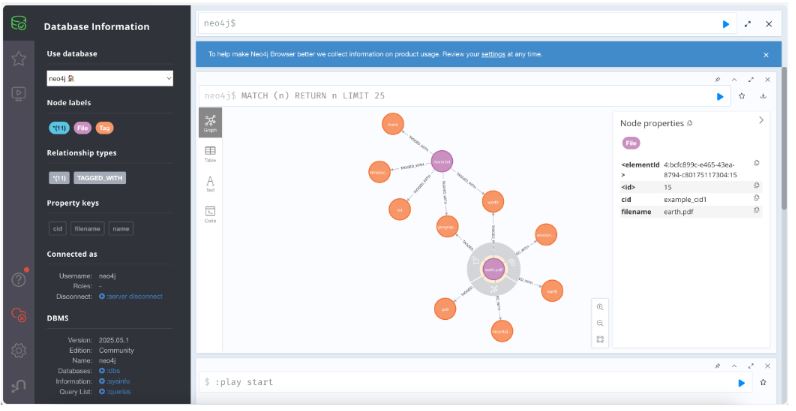 Database Information
Use database
neo4j
Node labels
*(11) File Tag
Relationship types
*(11) TAGGED_WITH
Property keys
cid filename name
Connected as
Username: neo4j
Roles: -
Disconnect: :server disconnect
DBMS
Version: 2025.05.1
Edition: Community
Name: neo4j
Databases: :dbs
Information: :sysinfo
Query List: :queries
neo4j$
To help make Neo4j Browser better we collect information on product usage. Review your settings at any time.
neo4j$ MATCH (n) RETURN n LIMIT 25
Graph
Table
Text
Code
earth.pdf
Node properties
File
<elementId
> 4:bcfc899c-e465-43ea-
8794-c80175117304:15
<id> 15
cid example_cid1
filename earth.pdf
$ :play start